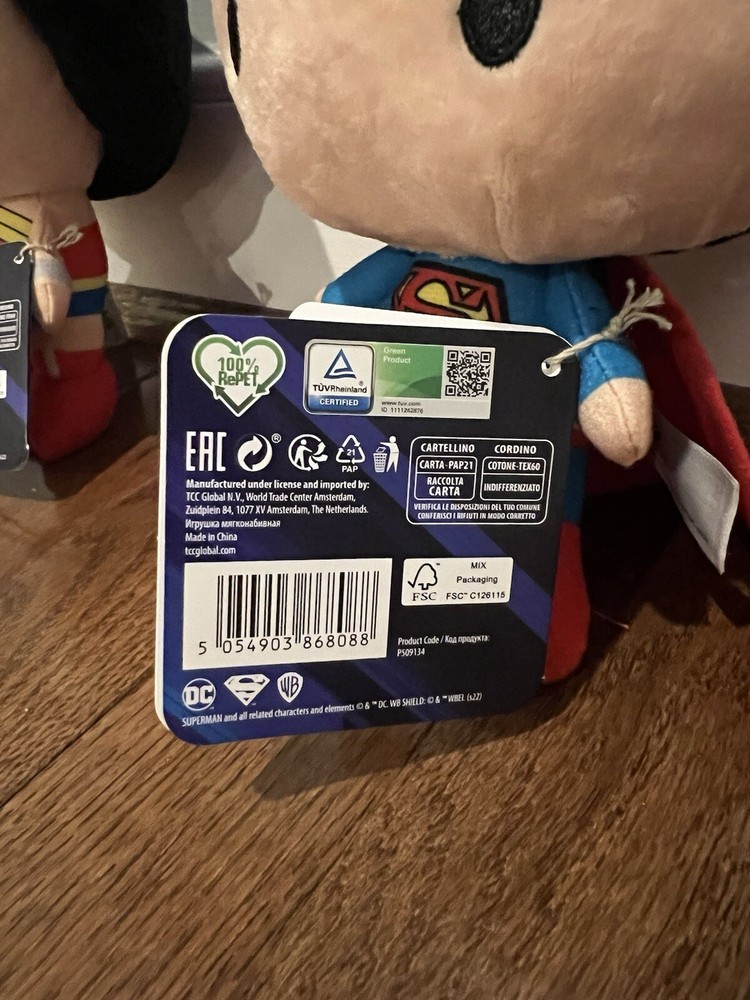 100%
RePET
TÜVRheinland®
CERTIFIED
Green
Product
www.tuv.com
ID 1111242876
EAC
®
21
PAP
CARTELLINO CORDINO
CARTA-PAP21 COTONE-TEX60
RACCOLTA
CARTA
INDIFFERENZIATO
VERIFICA LE DISPOSIZIONI DEL TUO COMUNE
CONFERISCI I RIFIUTI IN MODO CORRETTO
Manufactured under license and imported by:
TCC Global N.V., World Trade Center Amsterdam,
Zuidplein 84, 1077 XV Amsterdam, The Netherlands.
Игрушка мягконабивная
Made in China
tccglobal.com
5 054903 868088
FSC
MIX
Packaging
FSC™ C126115
Product Code / Код продукта:
PS09134
DC
S
WB
SUPERMAN and all related characters and elements © & ™ DC. WB SHIELD: © & ™ WBEI. (s22)
S